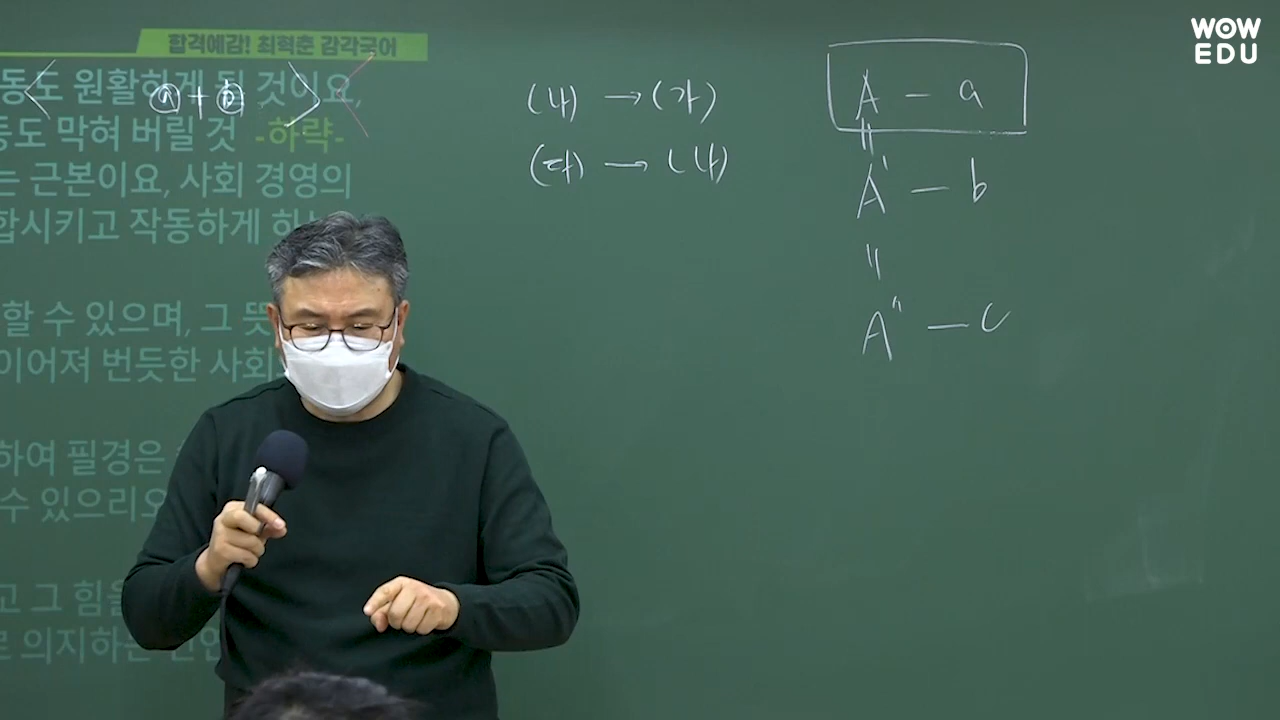 WOW
EDU
합격예감! 최혁춘 감각국어
동도 원활하게 될 것이요,
등도 막혀 버릴 것 -하략-
는 근본이요, 사회 경영의
합시키고 작동하게 하는
할 수 있으며, 그 뜻
이어져 번듯한 사회
하여 필경은
수 있으리오
고 그 힘을
로 의지하는
< ⓐ + ⓑ >
(나) → (가)
(다) → (나)
A - a
=
A' - b
=
A" - c